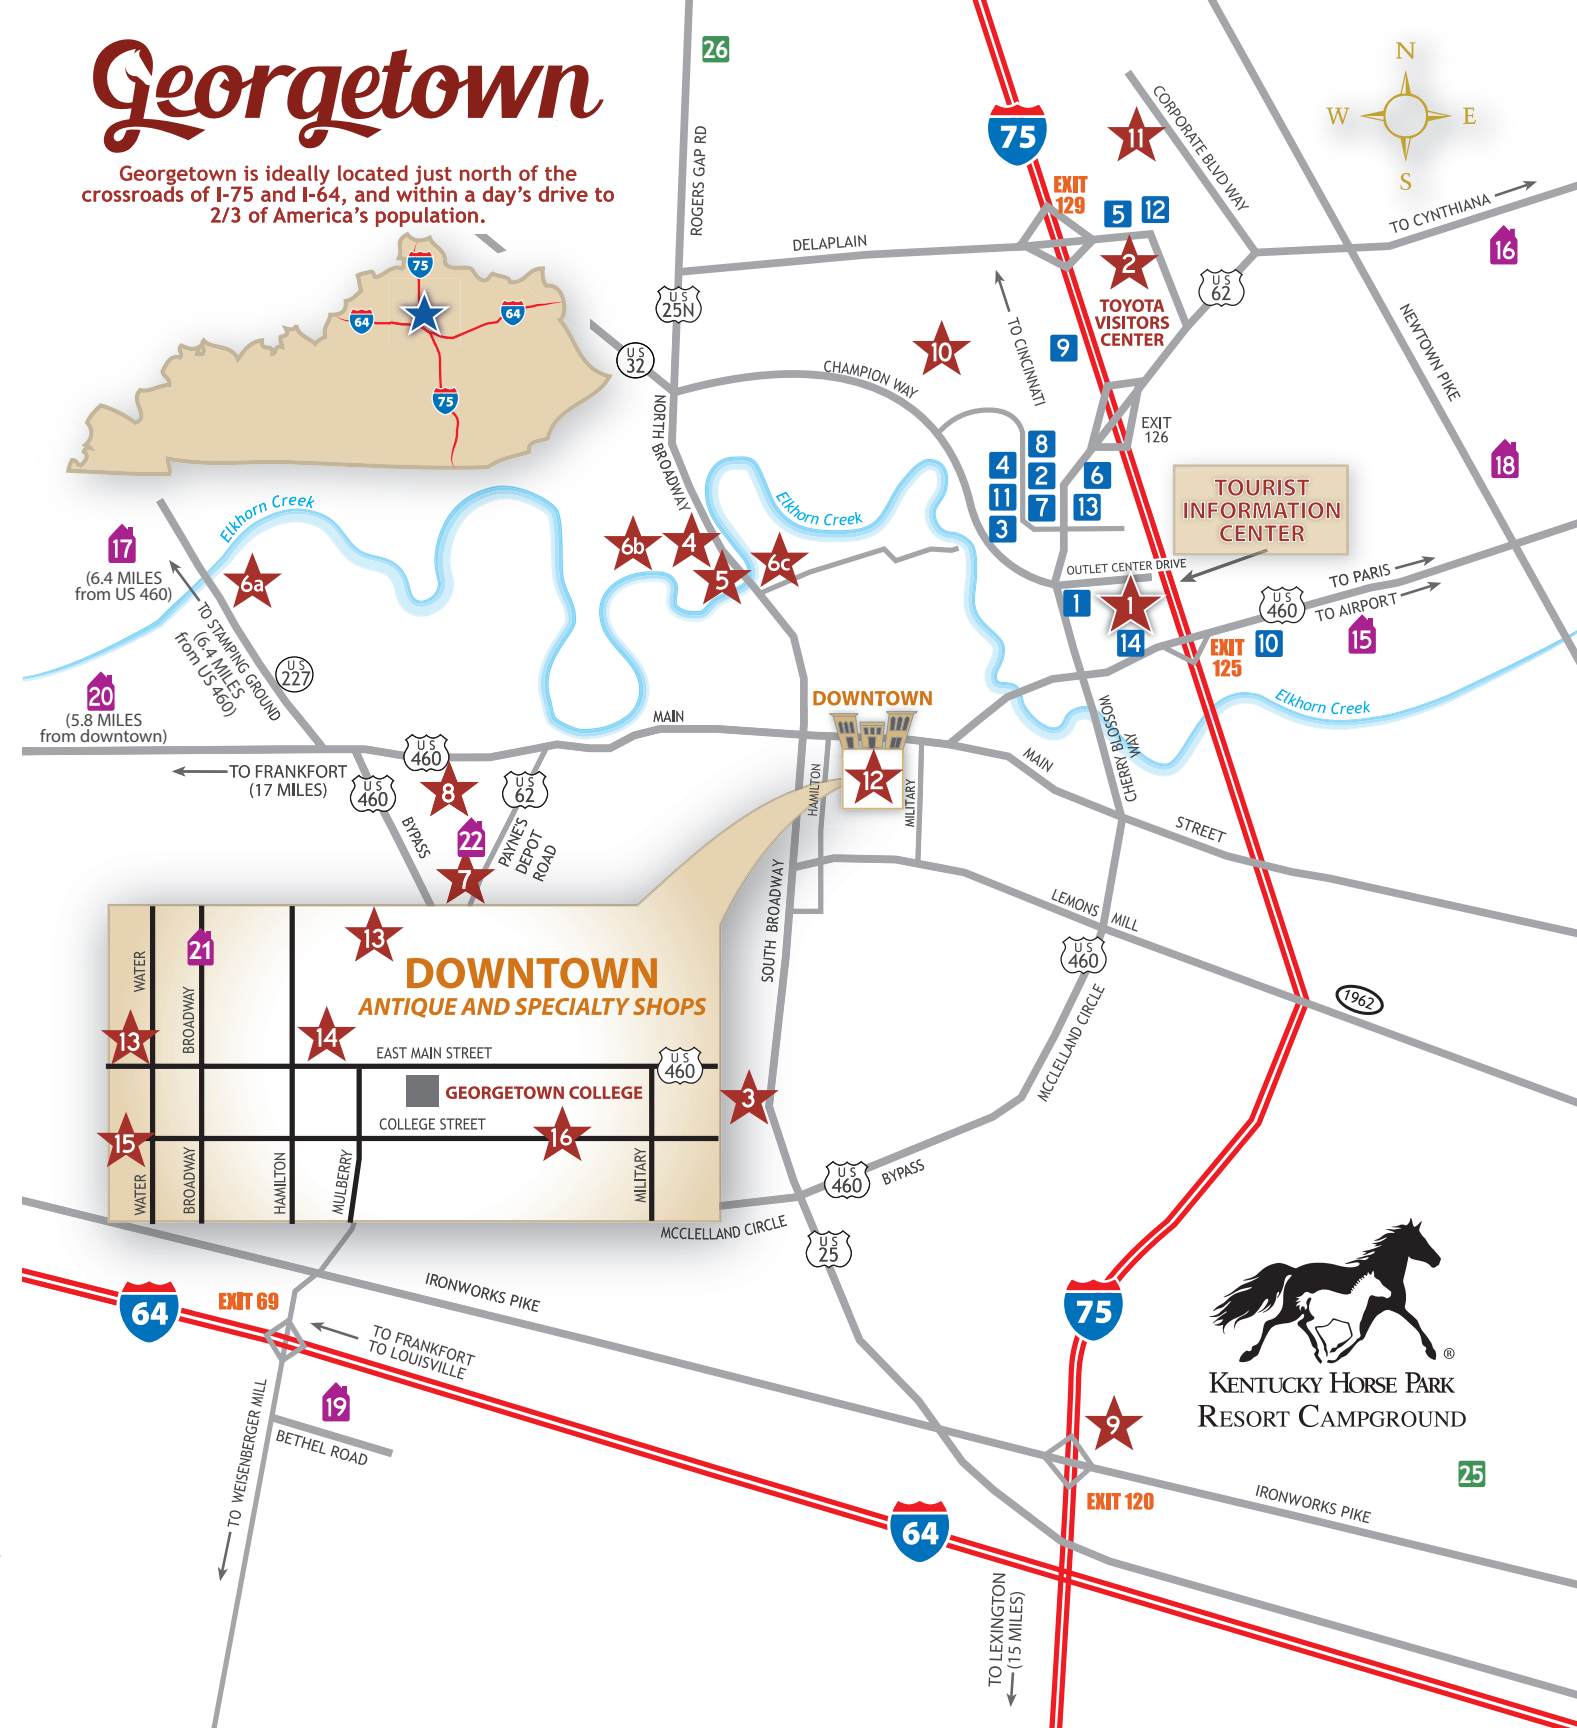 Georgetown
Georgetown is ideally located just north of the
crossroads of I-75 and I-64, and within a day's drive to
2/3 of America's population.
75
64
64
75
26
ROGERS GAP RD
75
EXIT
129
11
CORPORATE BLVD WAY
N
W
E
S
5
12
DELAPLAIN
2
TOYOTA
VISITORS
CENTER
TO CYNTHIANA
16
US
62
US
25N
US
32
TO CINCINNATI
9
10
CHAMPION WAY
NEWTOWN PIKE
NORTH BROADWAY
EXIT
126
8
4
2
6
11
7
13
3
18
TOURIST
INFORMATION
CENTER
Elkhorn Creek
Elkhorn Creek
17
(6.4 MILES
from US 460)
6a
6b
4
5
6c
TO STAMPING GROUND
(6.4 MILES
from US 460)
US
227
OUTLET CENTER DRIVE
1
1
14
TO PARIS
TO AIRPORT
US
460
EXIT
125
10
15
Elkhorn Creek
20
(5.8 MILES
from downtown)
MAIN
DOWNTOWN
12
HAMILTON
MILITARY
MAIN
STREET
CHERRY BLOSSOM
WAY
US
460
TO FRANKFORT
(17 MILES)
US
460
8
US
62
BYPASS
22
PAYNE'S
DEPOT
ROAD
7
SOUTH BROADWAY
LEMONS MILL
US
460
MCCLELLAND CIRCLE
1962
WATER
21
BROADWAY
13
DOWNTOWN
ANTIQUE AND SPECIALTY SHOPS
13
14
EAST MAIN STREET
US
460
GEORGETOWN COLLEGE
COLLEGE STREET
15
16
WATER
BROADWAY
HAMILTON
MULBERRY
MILITARY
3
US
460
BYPASS
MCCLELLAND CIRCLE
US
25
64
EXIT 69
IRONWORKS PIKE
TO FRANKFORT
TO LOUISVILLE
19
BETHEL ROAD
TO WEISENBERGER MILL
75
9
EXIT 120
64
TO LEXINGTON
(15 MILES)
®
KENTUCKY HORSE PARK
RESORT CAMPGROUND
25
IRONWORKS PIKE